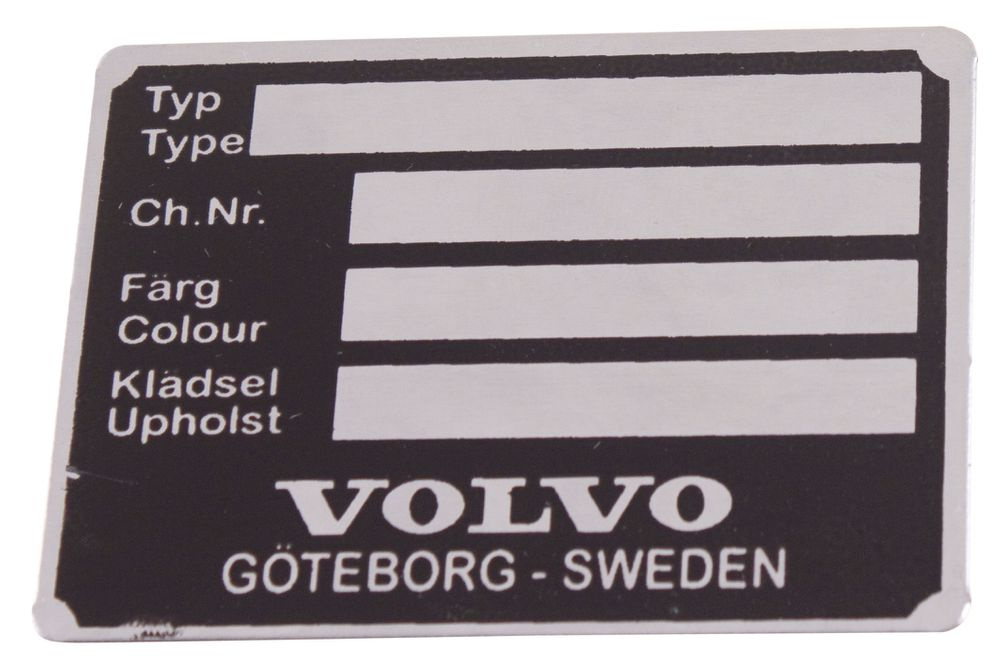 Typ
Type
Ch.Nr.
Färg
Colour
Klädsel
Upholst
VOLVO
GÖTEBORG - SWEDEN